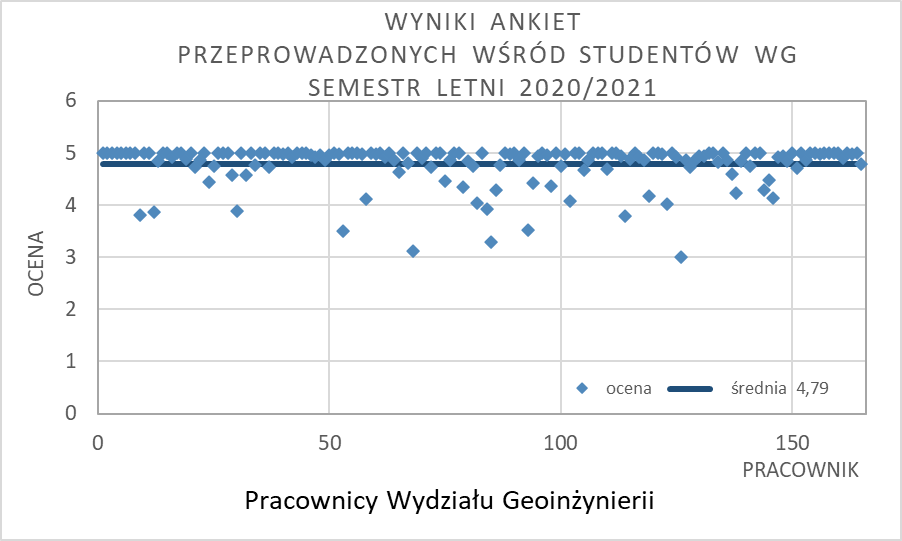 WYNIKI ANKIET
PRZEPROWADZONYCH WŚRÓD STUDENTÓW WG
SEMESTR LETNI 2020/2021
6
5
4
3
2
1
0
OCENA
ocena
średnia 4,79
0
50
100
150
PRACOWNIK
Pracownicy Wydziału Geoinżynierii